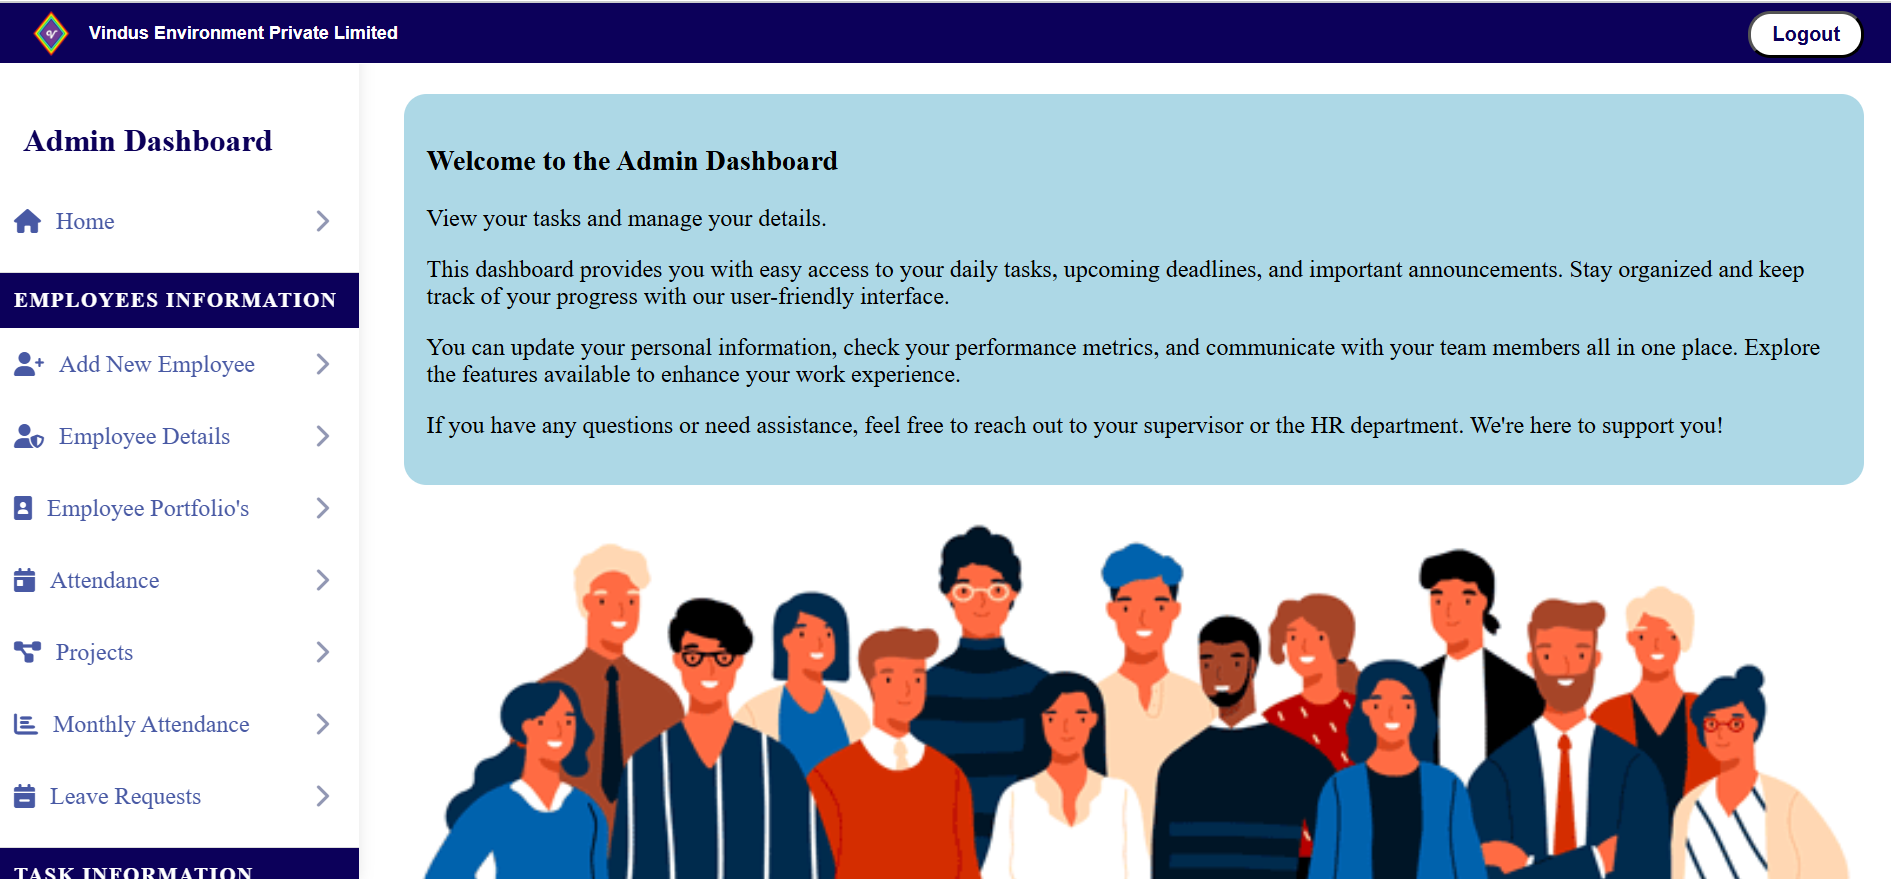 Vindus Environment Private Limited
Logout
Admin Dashboard
Home
EMPLOYEES INFORMATION
Add New Employee
Employee Details
Employee Portfolio's
Attendance
Projects
Monthly Attendance
Leave Requests
TASK INFORMATION
Welcome to the Admin Dashboard
View your tasks and manage your details.
This dashboard provides you with easy access to your daily tasks, upcoming deadlines, and important announcements. Stay organized and keep
track of your progress with our user-friendly interface.
You can update your personal information, check your performance metrics, and communicate with your team members all in one place. Explore
the features available to enhance your work experience.
If you have any questions or need assistance, feel free to reach out to your supervisor or the HR department. We're here to support you!